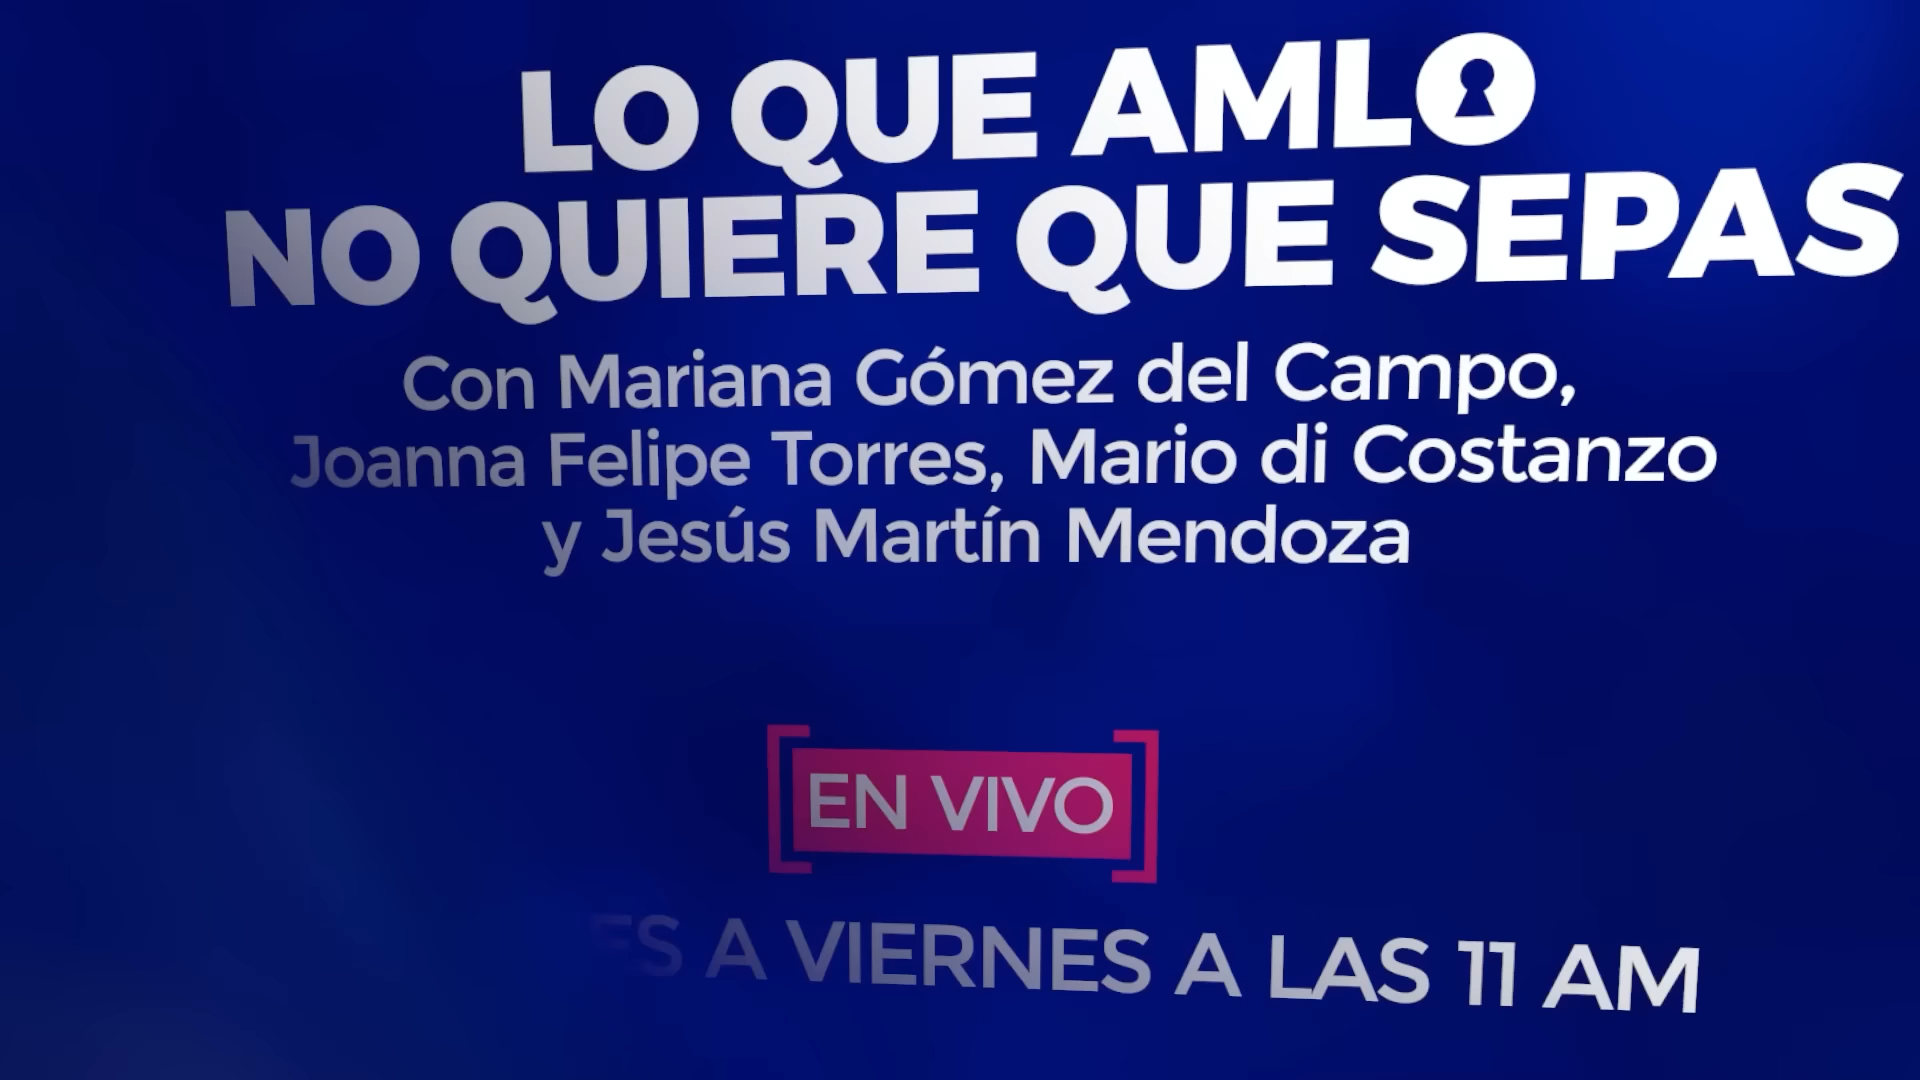 LO QUE AMLO
NO QUIERE QUE SEPAS
Con Mariana Gómez del Campo,
Joanna Felipe Torres, Mario di Costanzo
y Jesús Martín Mendoza
EN VIVO
A VIERNES A LAS 11 AM